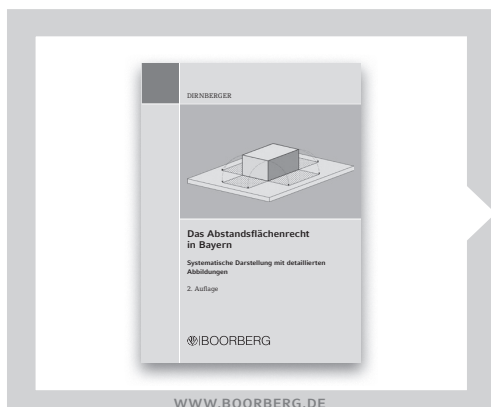 DIRNBERGER
Das Abstandsflächenrecht
in Bayern
Systematische Darstellung mit detaillierten
Abbildungen
2. Auflage
BOORBERG
WWW.BOORBERG.DE